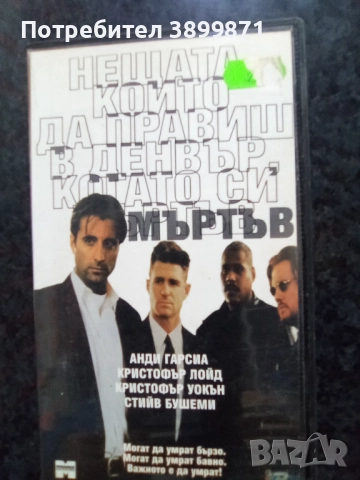 Потребител 3899871
НЕЩАТА
КОИТО
ДА ПРАВИШ
В ДЕНВЪР,
КОГАТО СИ
МЪРТЪВ
АНДИ ГАРСИА
КРИСТОФЪР ЛОЙД
КРИСТОФЪР УОКЪН
СТИЙВ БУШЕМИ
Могат да умрат бързо.
Могат да умрат бавно.
Важното е да умрат!
BAZAR